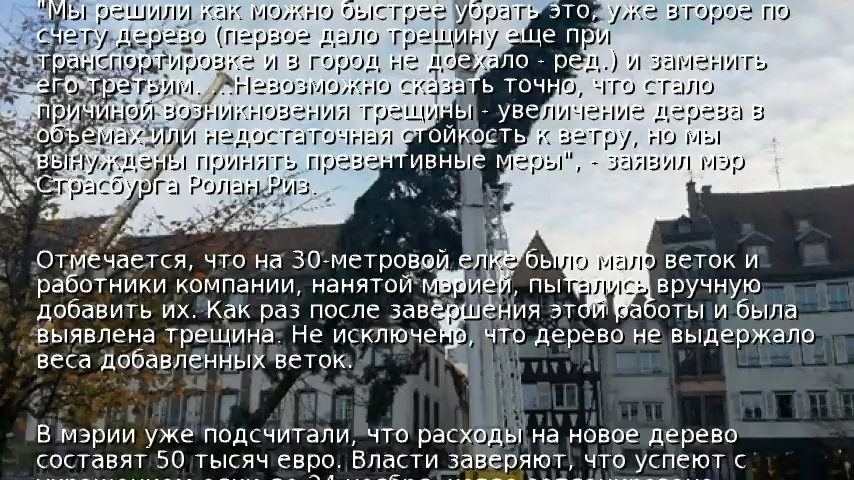 "Мы решили как можно быстрее убрать это, уже второе по
счету дерево (первое дало трещину еще при
транспортировке и в город не доехало - ред.) и заменить
его третьим. ...Невозможно сказать точно, что стало
причиной возникновения трещины - увеличение дерева в
объемах или недостаточная стойкость к ветру, но мы
вынуждены принять превентивные меры", - заявил мэр
Страсбурга Ролан Риз.
Отмечается, что на 30-метровой елке было мало веток и
работники компании, нанятой мэрией, пытались вручную
добавить их. Как раз после завершения этой работы и была
выявлена трещина. Не исключено, что дерево не выдержало
веса добавленных веток.
В мэрии уже подсчитали, что расходы на новое дерево
составят 50 тысяч евро. Власти заверяют, что успеют с